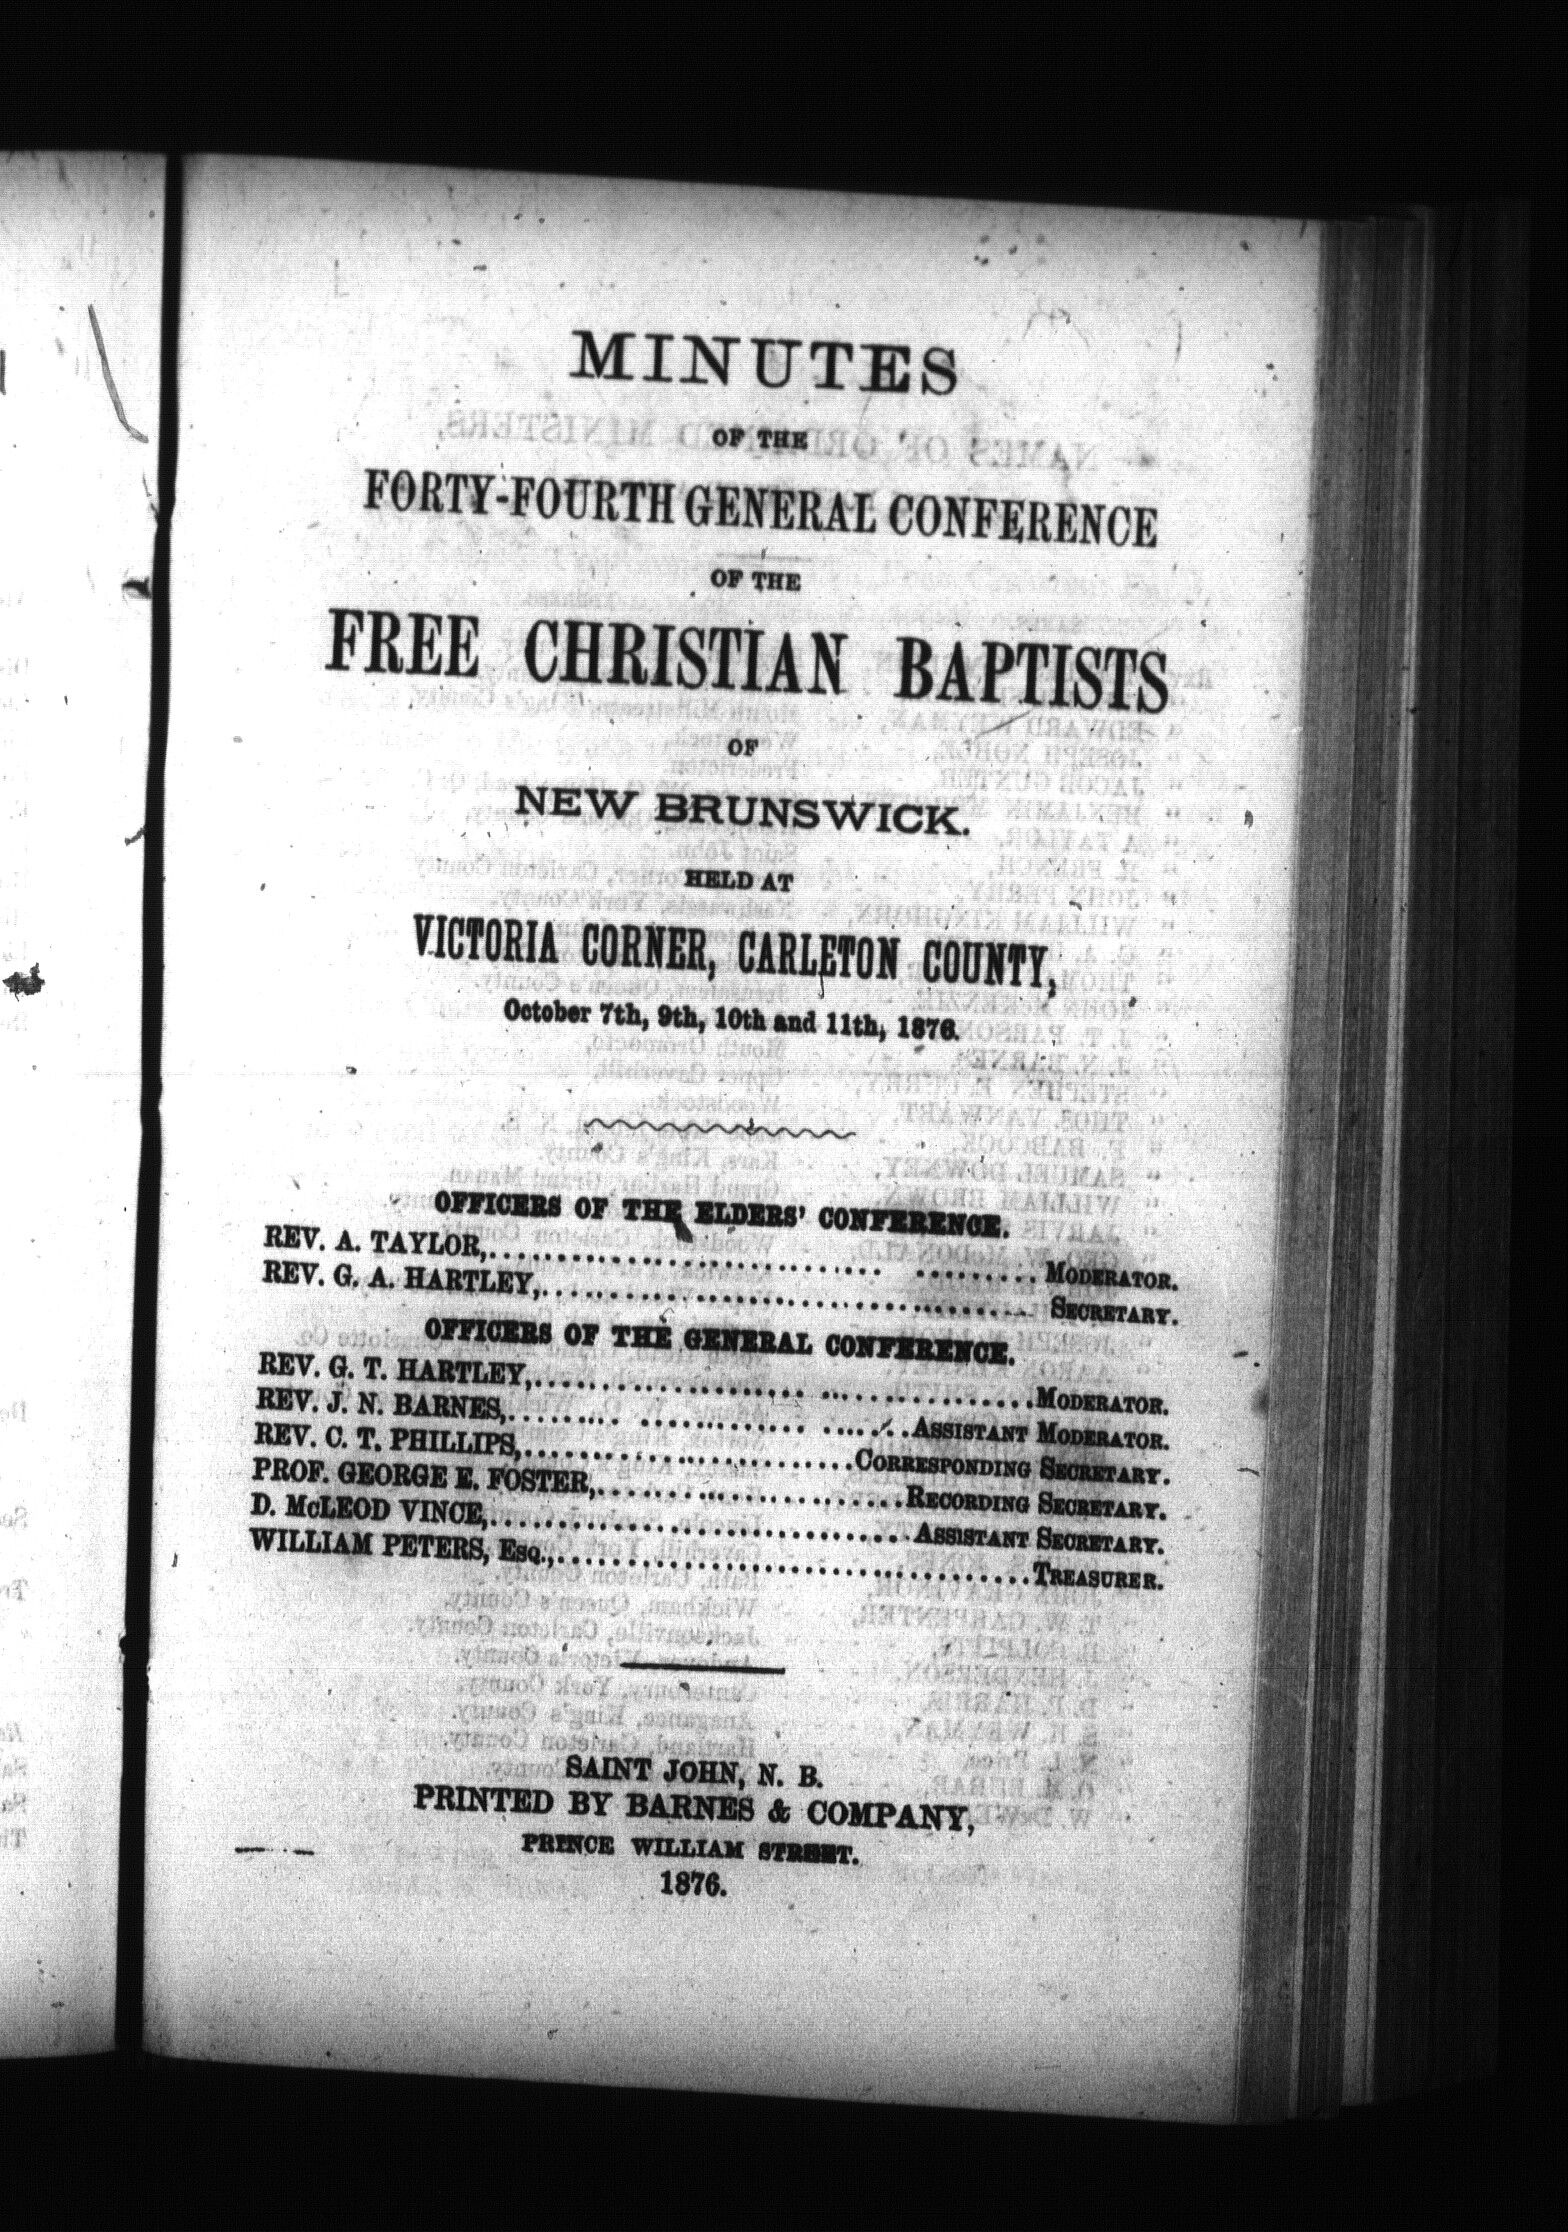 MINUTES
OF THE
FORTY-FOURTH GENERAL CONFERENCE
OF THE
FREE CHRISTIAN BAPTISTS
OF
NEW BRUNSWICK.
HELD AT
VICTORIA CORNER, CARLETON COUNTY,
October 7th, 9th, 10th and 11th, 1876.
OFFICERS OF THE ELDERS' CONFERENCE.
REV. A. TAYLOR,........................................ MODERATOR.
REV. G. A. HARTLEY,........................................ SECRETARY.
OFFICERS OF THE GENERAL CONFERENCE.
REV. G. T. HARTLEY,........................................MODERATOR.
REV. J. N. BARNES,..............................ASSISTANT MODERATOR.
REV. C. T. PHILLIPS,.........................CORRESPONDING SECRETARY.
PROF. GEORGE E. FOSTER,.......................RECORDING SECRETARY.
D. McLEOD VINCE,................................ASSISTANT SECRETARY.
WILLIAM PETERS, ESQ.,...................................TREASURER.
SAINT JOHN, N. B.
PRINTED BY BARNES & COMPANY,
PRINCE WILLIAM STREET.
1876.